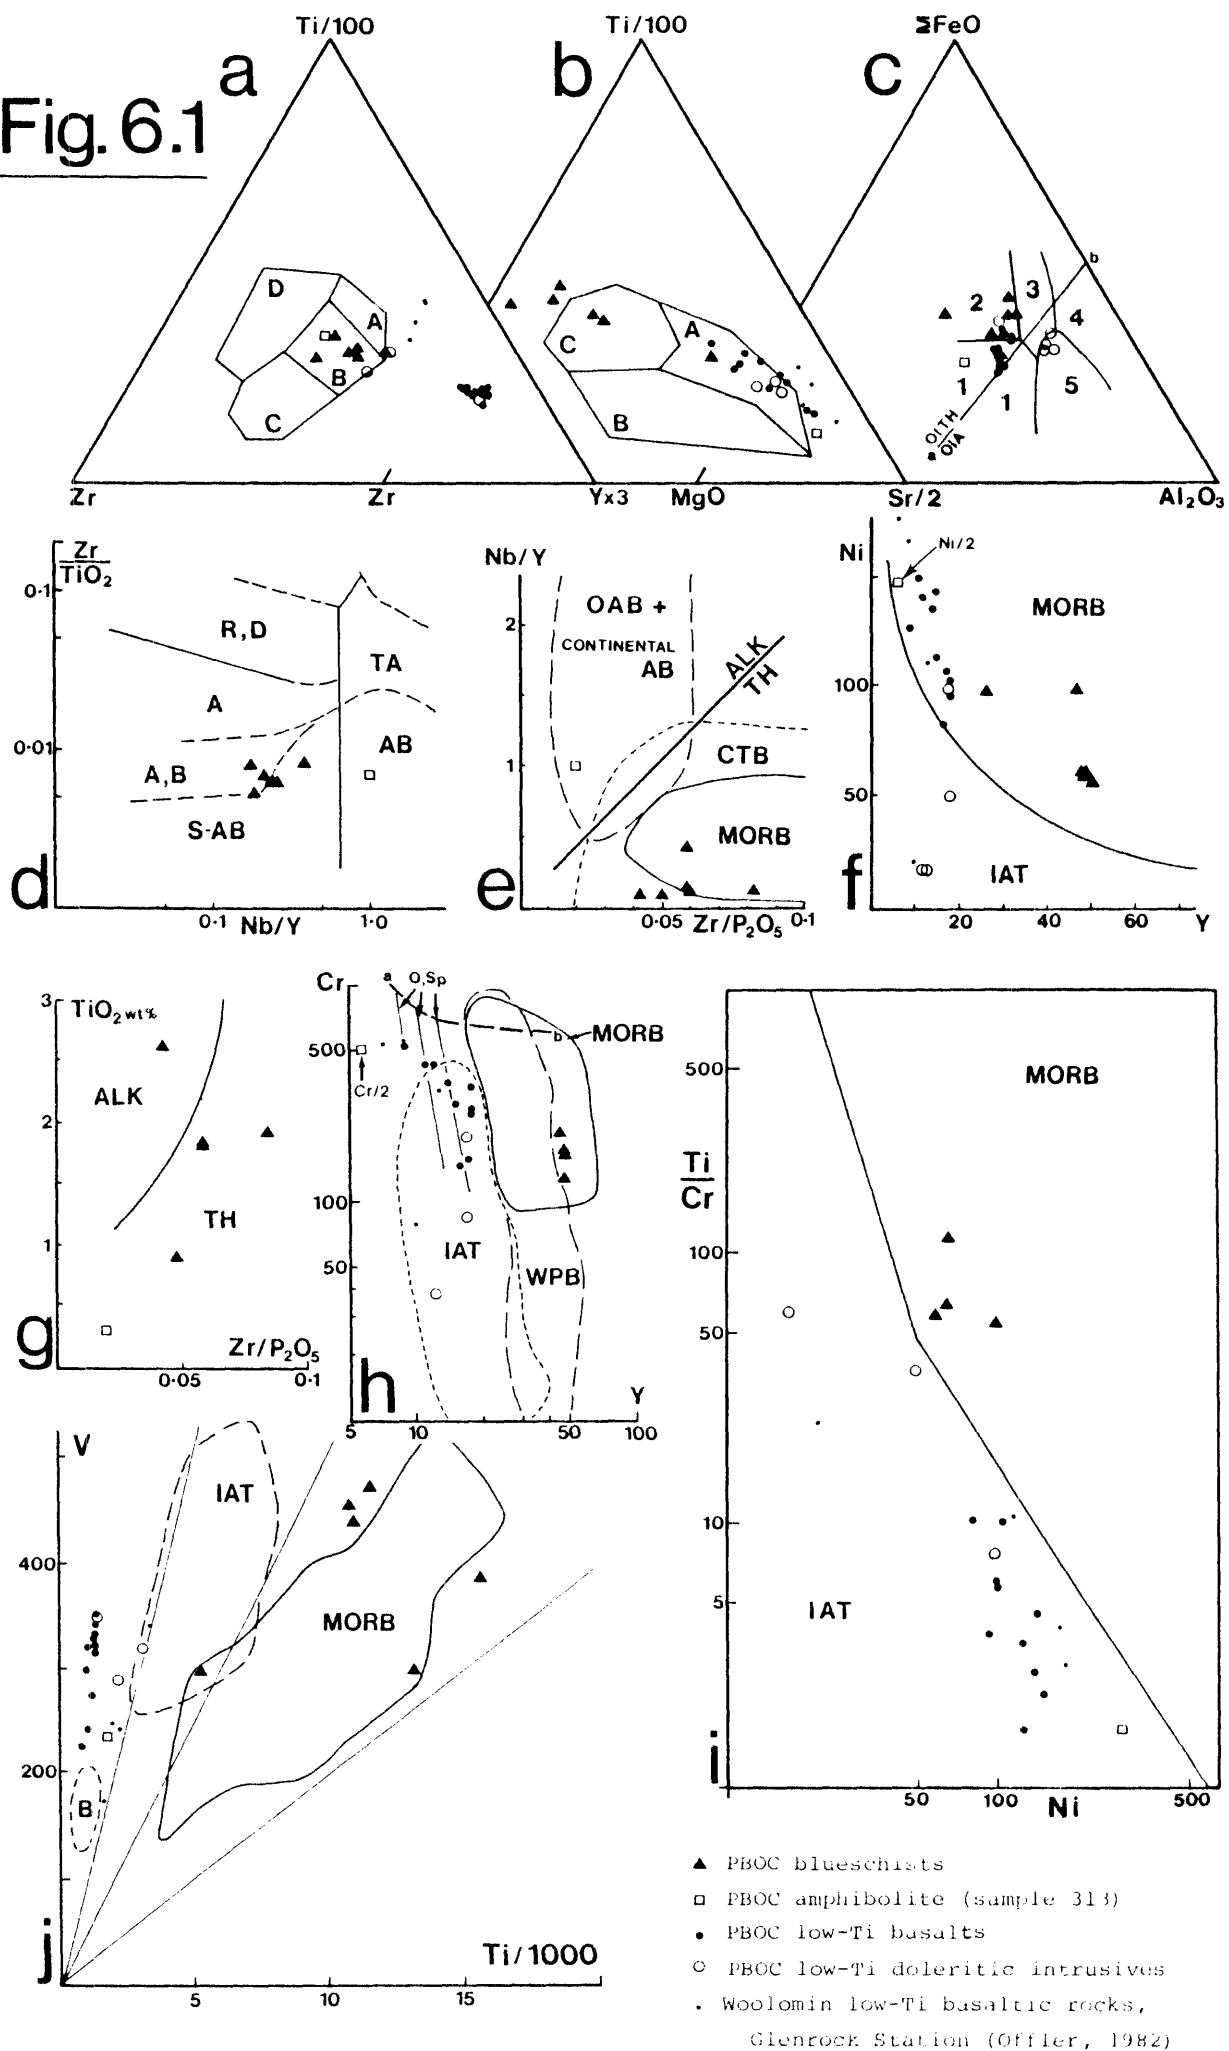 Fig. 6.1
a
Ti/100
Zr
Yx3
D
A
B
C
b
Ti/100
Zr
Sr/2
C
A
B
c
ΣFeO
MgO
Al₂O₃
b
2
3
4
1
1
5
OITH
OIA
d
Zr
TiO₂
0·1
0·01
R,D
TA
A
AB
A,B
S-AB
0·1
Nb/Y
1·0
e
Nb/Y
2
1
OAB +
CONTINENTAL
AB
ALK
TH
CTB
MORB
0·05
Zr/P₂O₅
0·1
f
Ni
Ni/2
MORB
100
50
IAT
20
40
60
Y
g
3
TiO₂ wt%
2
1
ALK
TH
Zr/P₂O₅
0·05
0·1
h
Cr
a
O,Sp
b
MORB
500
Cr/2
100
50
IAT
WPB
Y
5
10
50
100
i
Ti
Cr
500
100
50
10
5
MORB
IAT
50
100
Ni
500
j
V
400
200
IAT
MORB
B
Ti/1000
5
10
15
▲ PBOC blueschists
□ PBOC amphibolite (sample 313)
● PBOC low-Ti basalts
○ PBOC low-Ti doleritic intrusives
· Woolomin low-Ti basaltic rocks,
Glenrock Station (Offler, 1982)